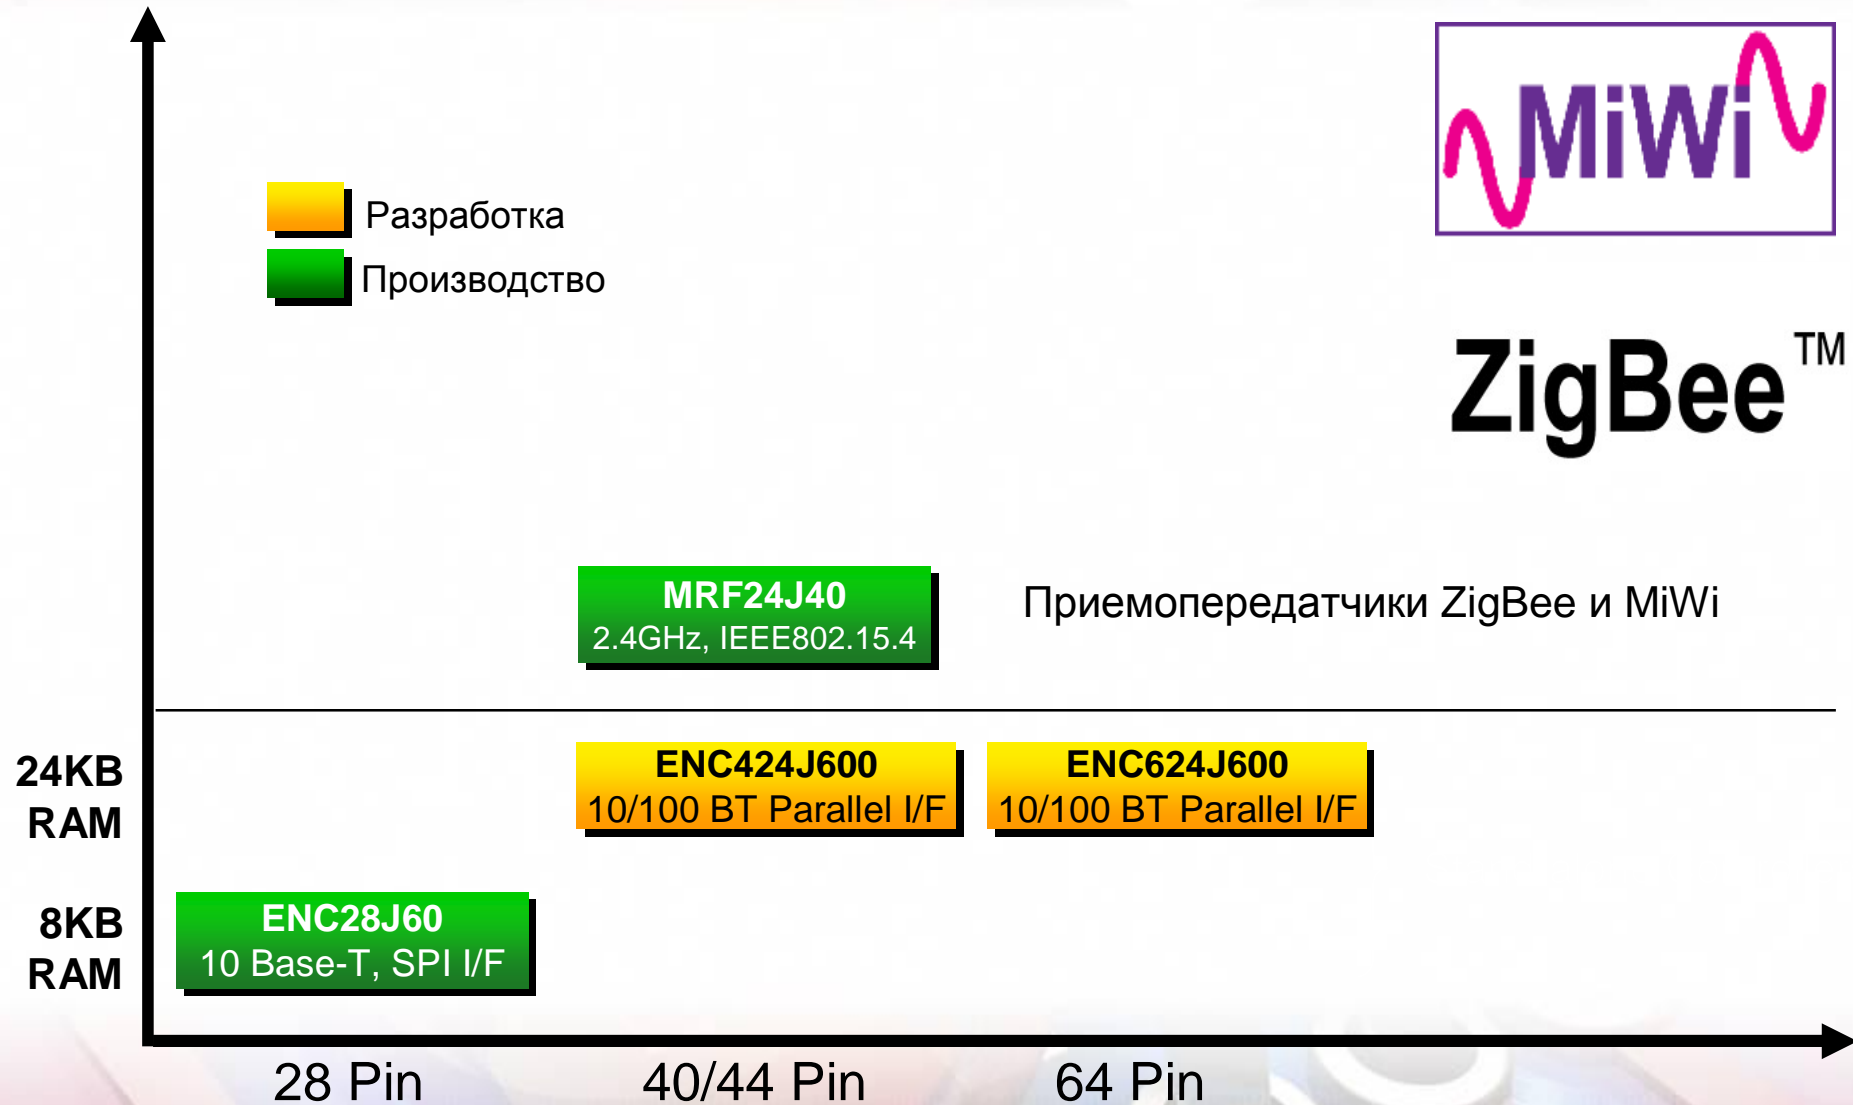 MiWi
Разработка
Производство
ZigBee™
MRF24J40
2.4GHz, IEEE802.15.4
Приемопередатчики ZigBee и MiWi
24KB
RAM
ENC424J600
10/100 BT Parallel I/F
ENC624J600
10/100 BT Parallel I/F
8KB
RAM
ENC28J60
10 Base-T, SPI I/F
28 Pin
40/44 Pin
64 Pin